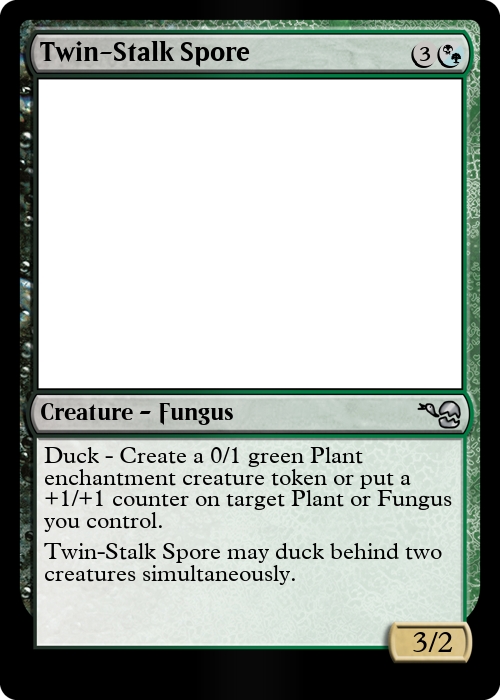 Twin-Stalk Spore 3
Creature - Fungus
Duck - Create a 0/1 green Plant
enchantment creature token or put a
+1/+1 counter on target Plant or Fungus
you control.
Twin-Stalk Spore may duck behind two
creatures simultaneously.
3/2